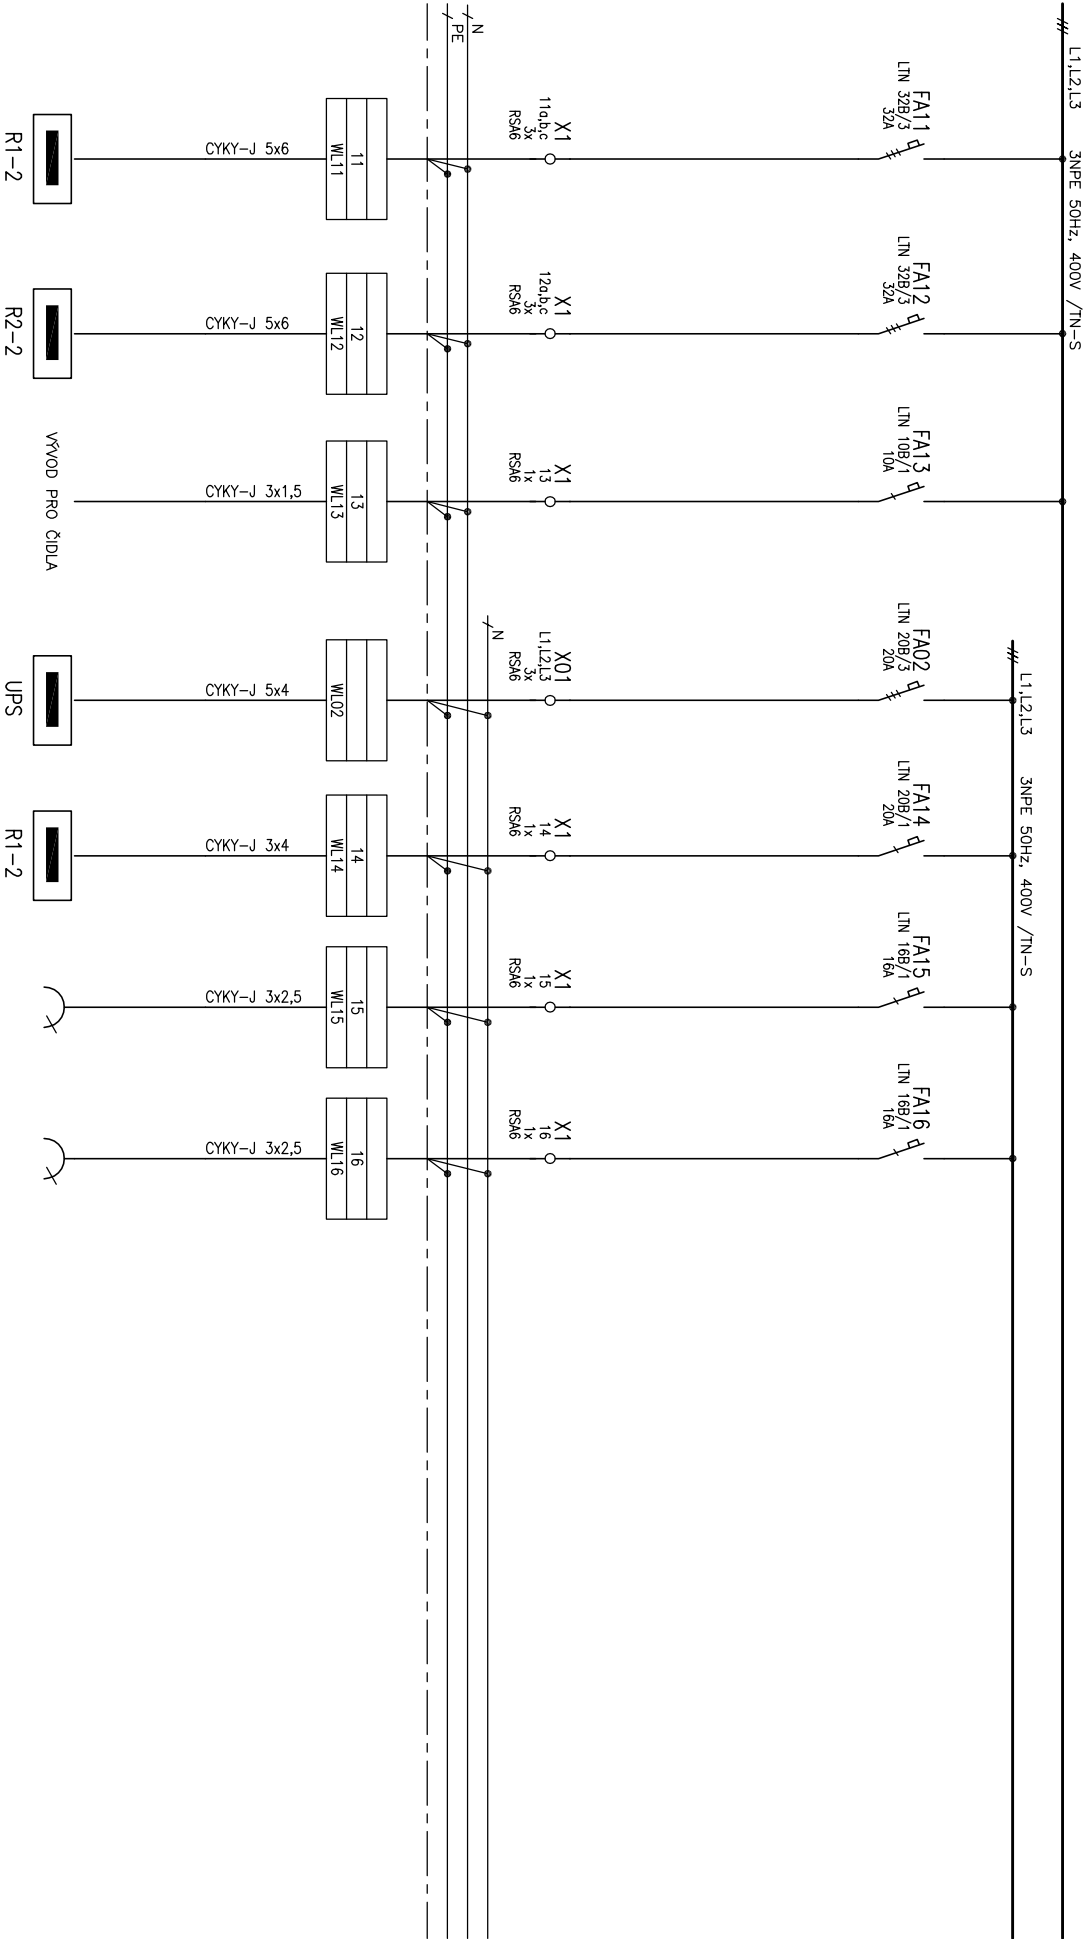 L1,L2,L3 3NPE 50Hz, 400V /TN-S
L1,L2,L3 3NPE 50Hz, 400V /TN-S
FA11
LTN 32B/3
32A
FA12
LTN 32B/3
32A
FA13
LTN 10B/1
10A
FA02
LTN 20B/3
20A
FA14
LTN 20B/1
20A
FA15
LTN 16B/1
16A
FA16
LTN 16B/1
16A
X1
11a,b,c
3x
RSA6
X1
12a,b,c
3x
RSA6
X1
13
1x
RSA6
X01
L1,L2,L3
3x
RSA6
X1
14
1x
RSA6
X1
15
1x
RSA6
X1
16
1x
RSA6
N
PE
N
11
WL11
12
WL12
13
WL13
WL02
14
WL14
15
WL15
16
WL16
CYKY-J 5x6
CYKY-J 5x6
CYKY-J 3x1,5
CYKY-J 5x4
CYKY-J 3x4
CYKY-J 3x2,5
CYKY-J 3x2,5
R1-2
R2-2
VÝVOD PRO ČIDLA
UPS
R1-2